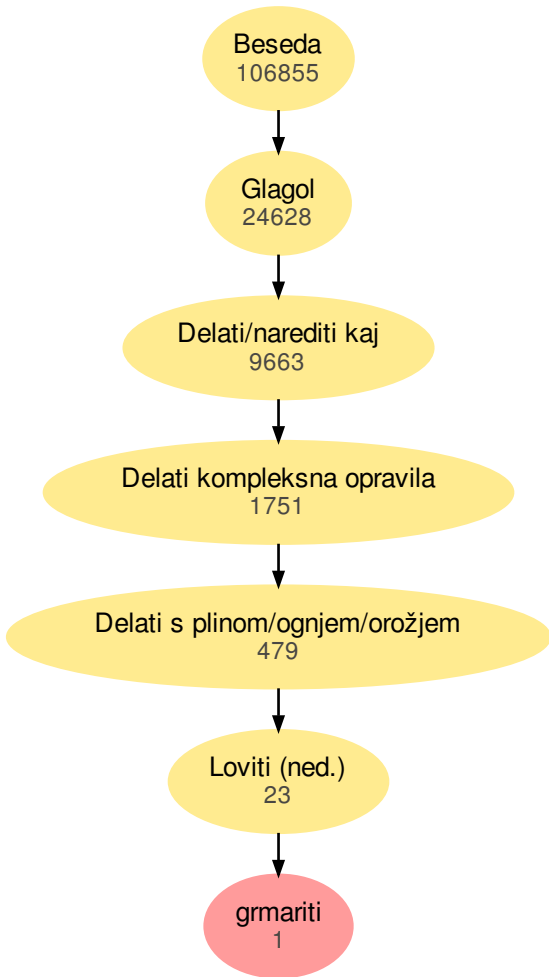 Beseda
106855
Glagol
24628
Delati/narediti kaj
9663
Delati kompleksna opravila
1751
Delati s plinom/ognjem/orožjem
479
Loviti (ned.)
23
grmariti
1